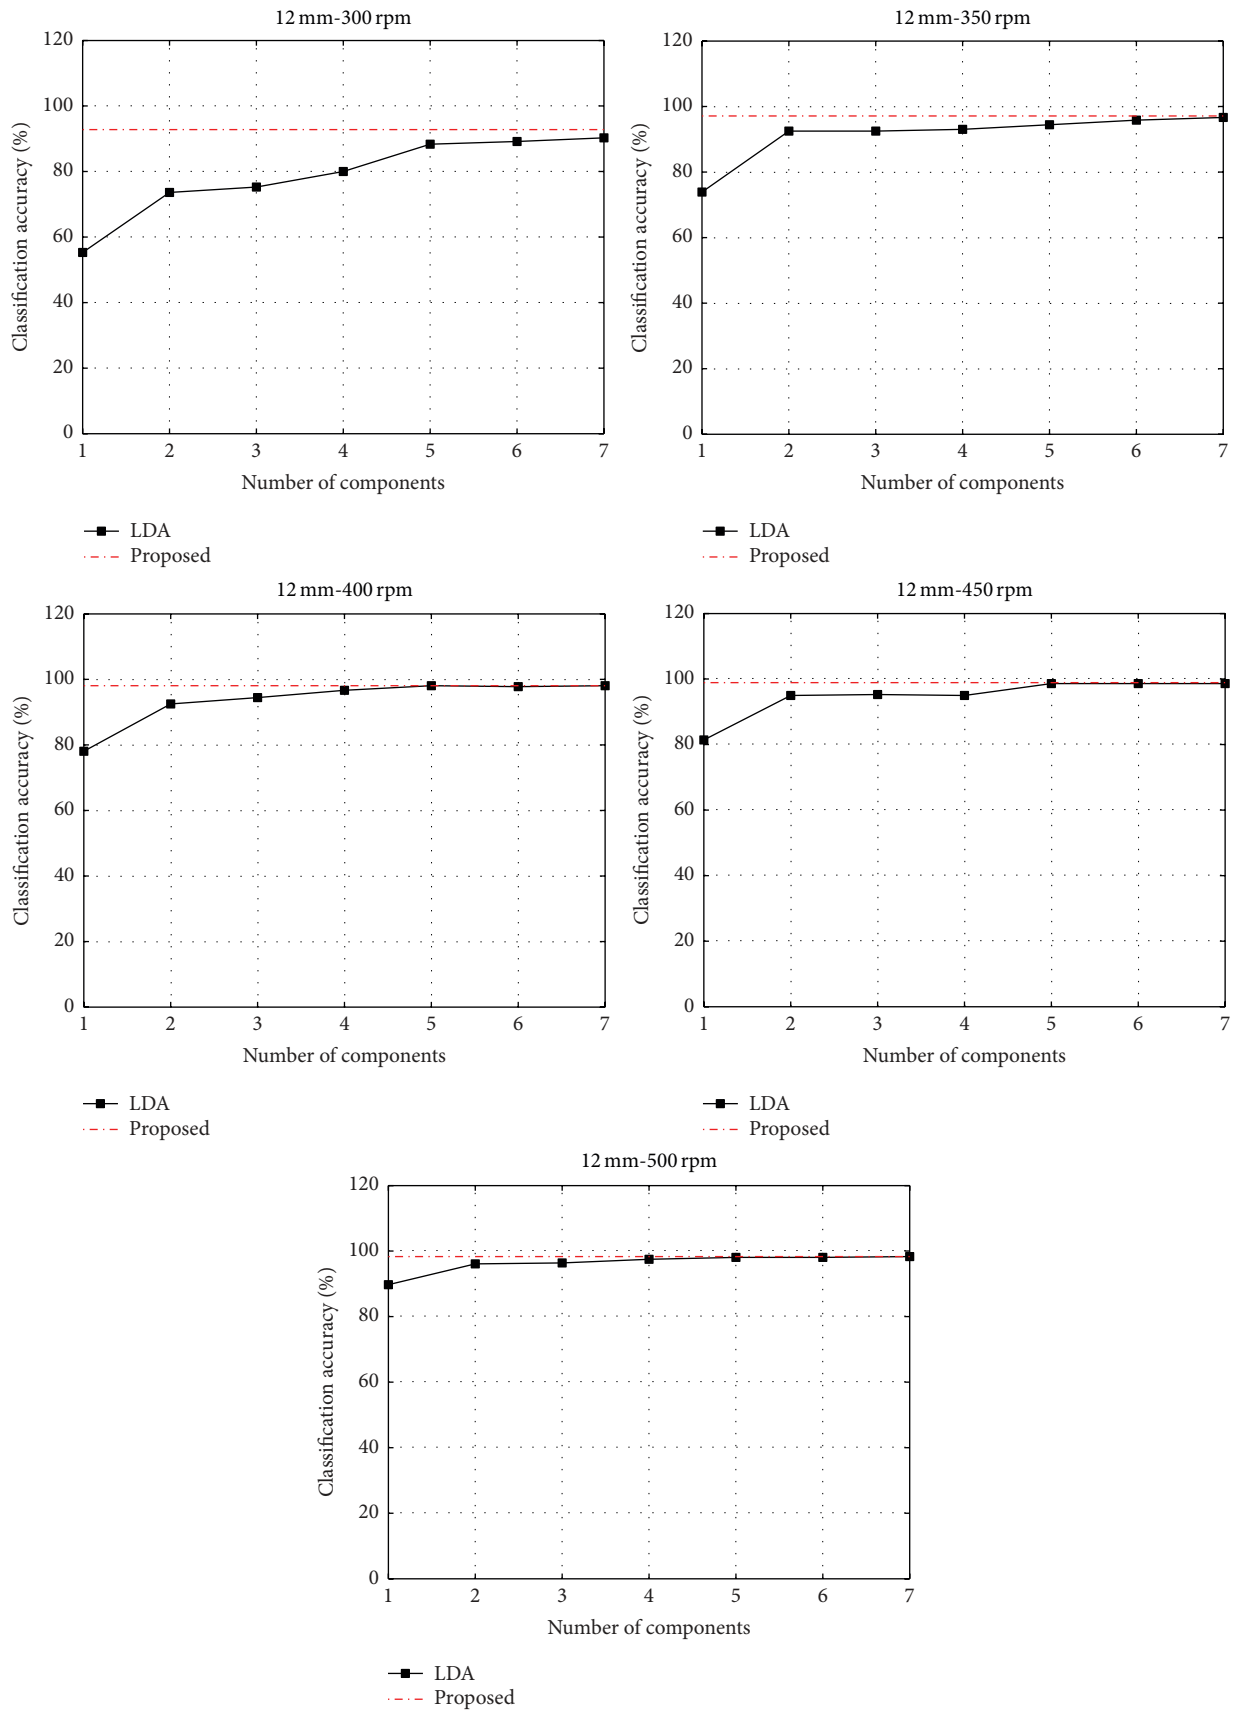 12 mm-300 rpm
120
100
80
60
40
20
0
Classification accuracy (%)
1 2 3 4 5 6 7
Number of components
LDA
Proposed
12 mm-350 rpm
120
100
80
60
40
20
0
Classification accuracy (%)
1 2 3 4 5 6 7
Number of components
LDA
Proposed
12 mm-400 rpm
120
100
80
60
40
20
0
Classification accuracy (%)
1 2 3 4 5 6 7
Number of components
LDA
Proposed
12 mm-450 rpm
120
100
80
60
40
20
0
Classification accuracy (%)
1 2 3 4 5 6 7
Number of components
LDA
Proposed
12 mm-500 rpm
120
100
80
60
40
20
0
Classification accuracy (%)
1 2 3 4 5 6 7
Number of components
LDA
Proposed